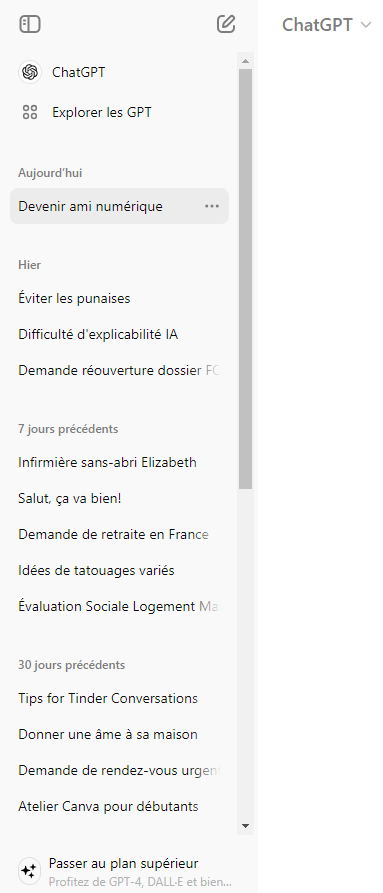 ChatGPT
ChatGPT
Explorer les GPT
Aujourd'hui
Devenir ami numérique
Hier
Éviter les punaises
Difficulté d'explicabilité IA
Demande réouverture dossier FC
7 jours précédents
Infirmière sans-abri Elizabeth
Salut, ça va bien!
Demande de retraite en France
Idées de tatouages variés
Évaluation Sociale Logement Ma
30 jours précédents
Tips for Tinder Conversations
Donner une âme à sa maison
Demande de rendez-vous urgen
Atelier Canva pour débutants
Passer au plan supérieur
Profitez de GPT-4, DALL·E et bien...